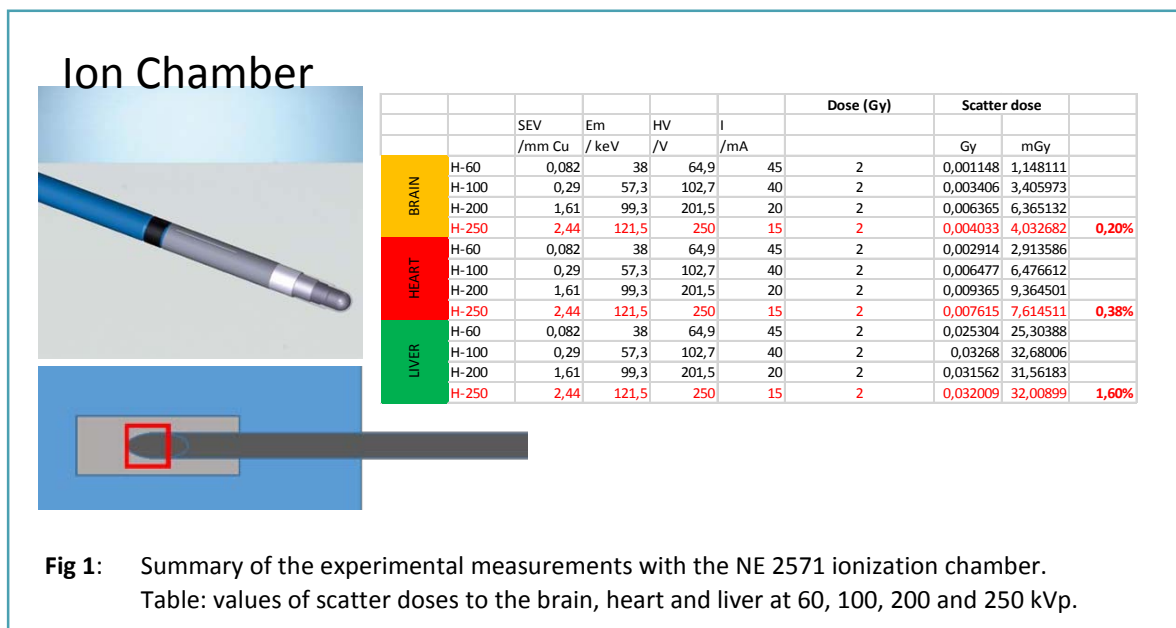 Ion Chamber
Dose (Gy) Scatter dose
SEV Em HV I
/mm Cu / keV /V /mA Gy mGy
BRAIN
H-60 0,082 38 64,9 45 2 0,001148 1,148111
H-100 0,29 57,3 102,7 40 2 0,003406 3,405973
H-200 1,61 99,3 201,5 20 2 0,006365 6,365132
H-250 2,44 121,5 250 15 2 0,004033 4,032682 0,20%
HEART
H-60 0,082 38 64,9 45 2 0,002914 2,913586
H-100 0,29 57,3 102,7 40 2 0,006477 6,476612
H-200 1,61 99,3 201,5 20 2 0,009365 9,364501
H-250 2,44 121,5 250 15 2 0,007615 7,614511 0,38%
LIVER
H-60 0,082 38 64,9 45 2 0,025304 25,30388
H-100 0,29 57,3 102,7 40 2 0,03268 32,68006
H-200 1,61 99,3 201,5 20 2 0,031562 31,56183
H-250 2,44 121,5 250 15 2 0,032009 32,00899 1,60%
Fig 1: Summary of the experimental measurements with the NE 2571 ionization chamber.
Table: values of scatter doses to the brain, heart and liver at 60, 100, 200 and 250 kVp.